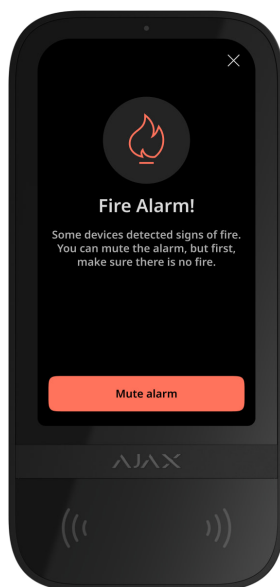 Fire Alarm!
Some devices detected signs of fire.
You can mute the alarm, but first,
make sure there is no fire.
Mute alarm
AJAX